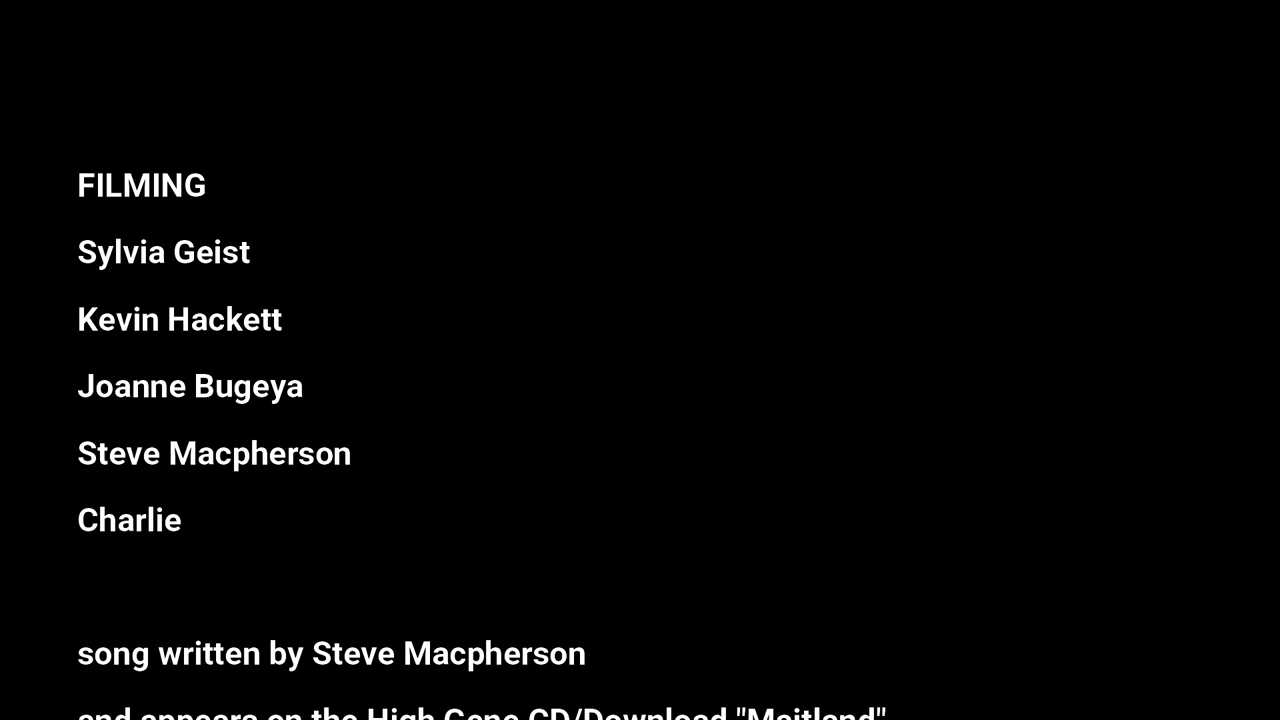 FILMING
Sylvia Geist
Kevin Hackett
Joanne Bugeya
Steve Macpherson
Charlie
song written by Steve Macpherson
and appears on the High Gene CD/Download "Maitland"